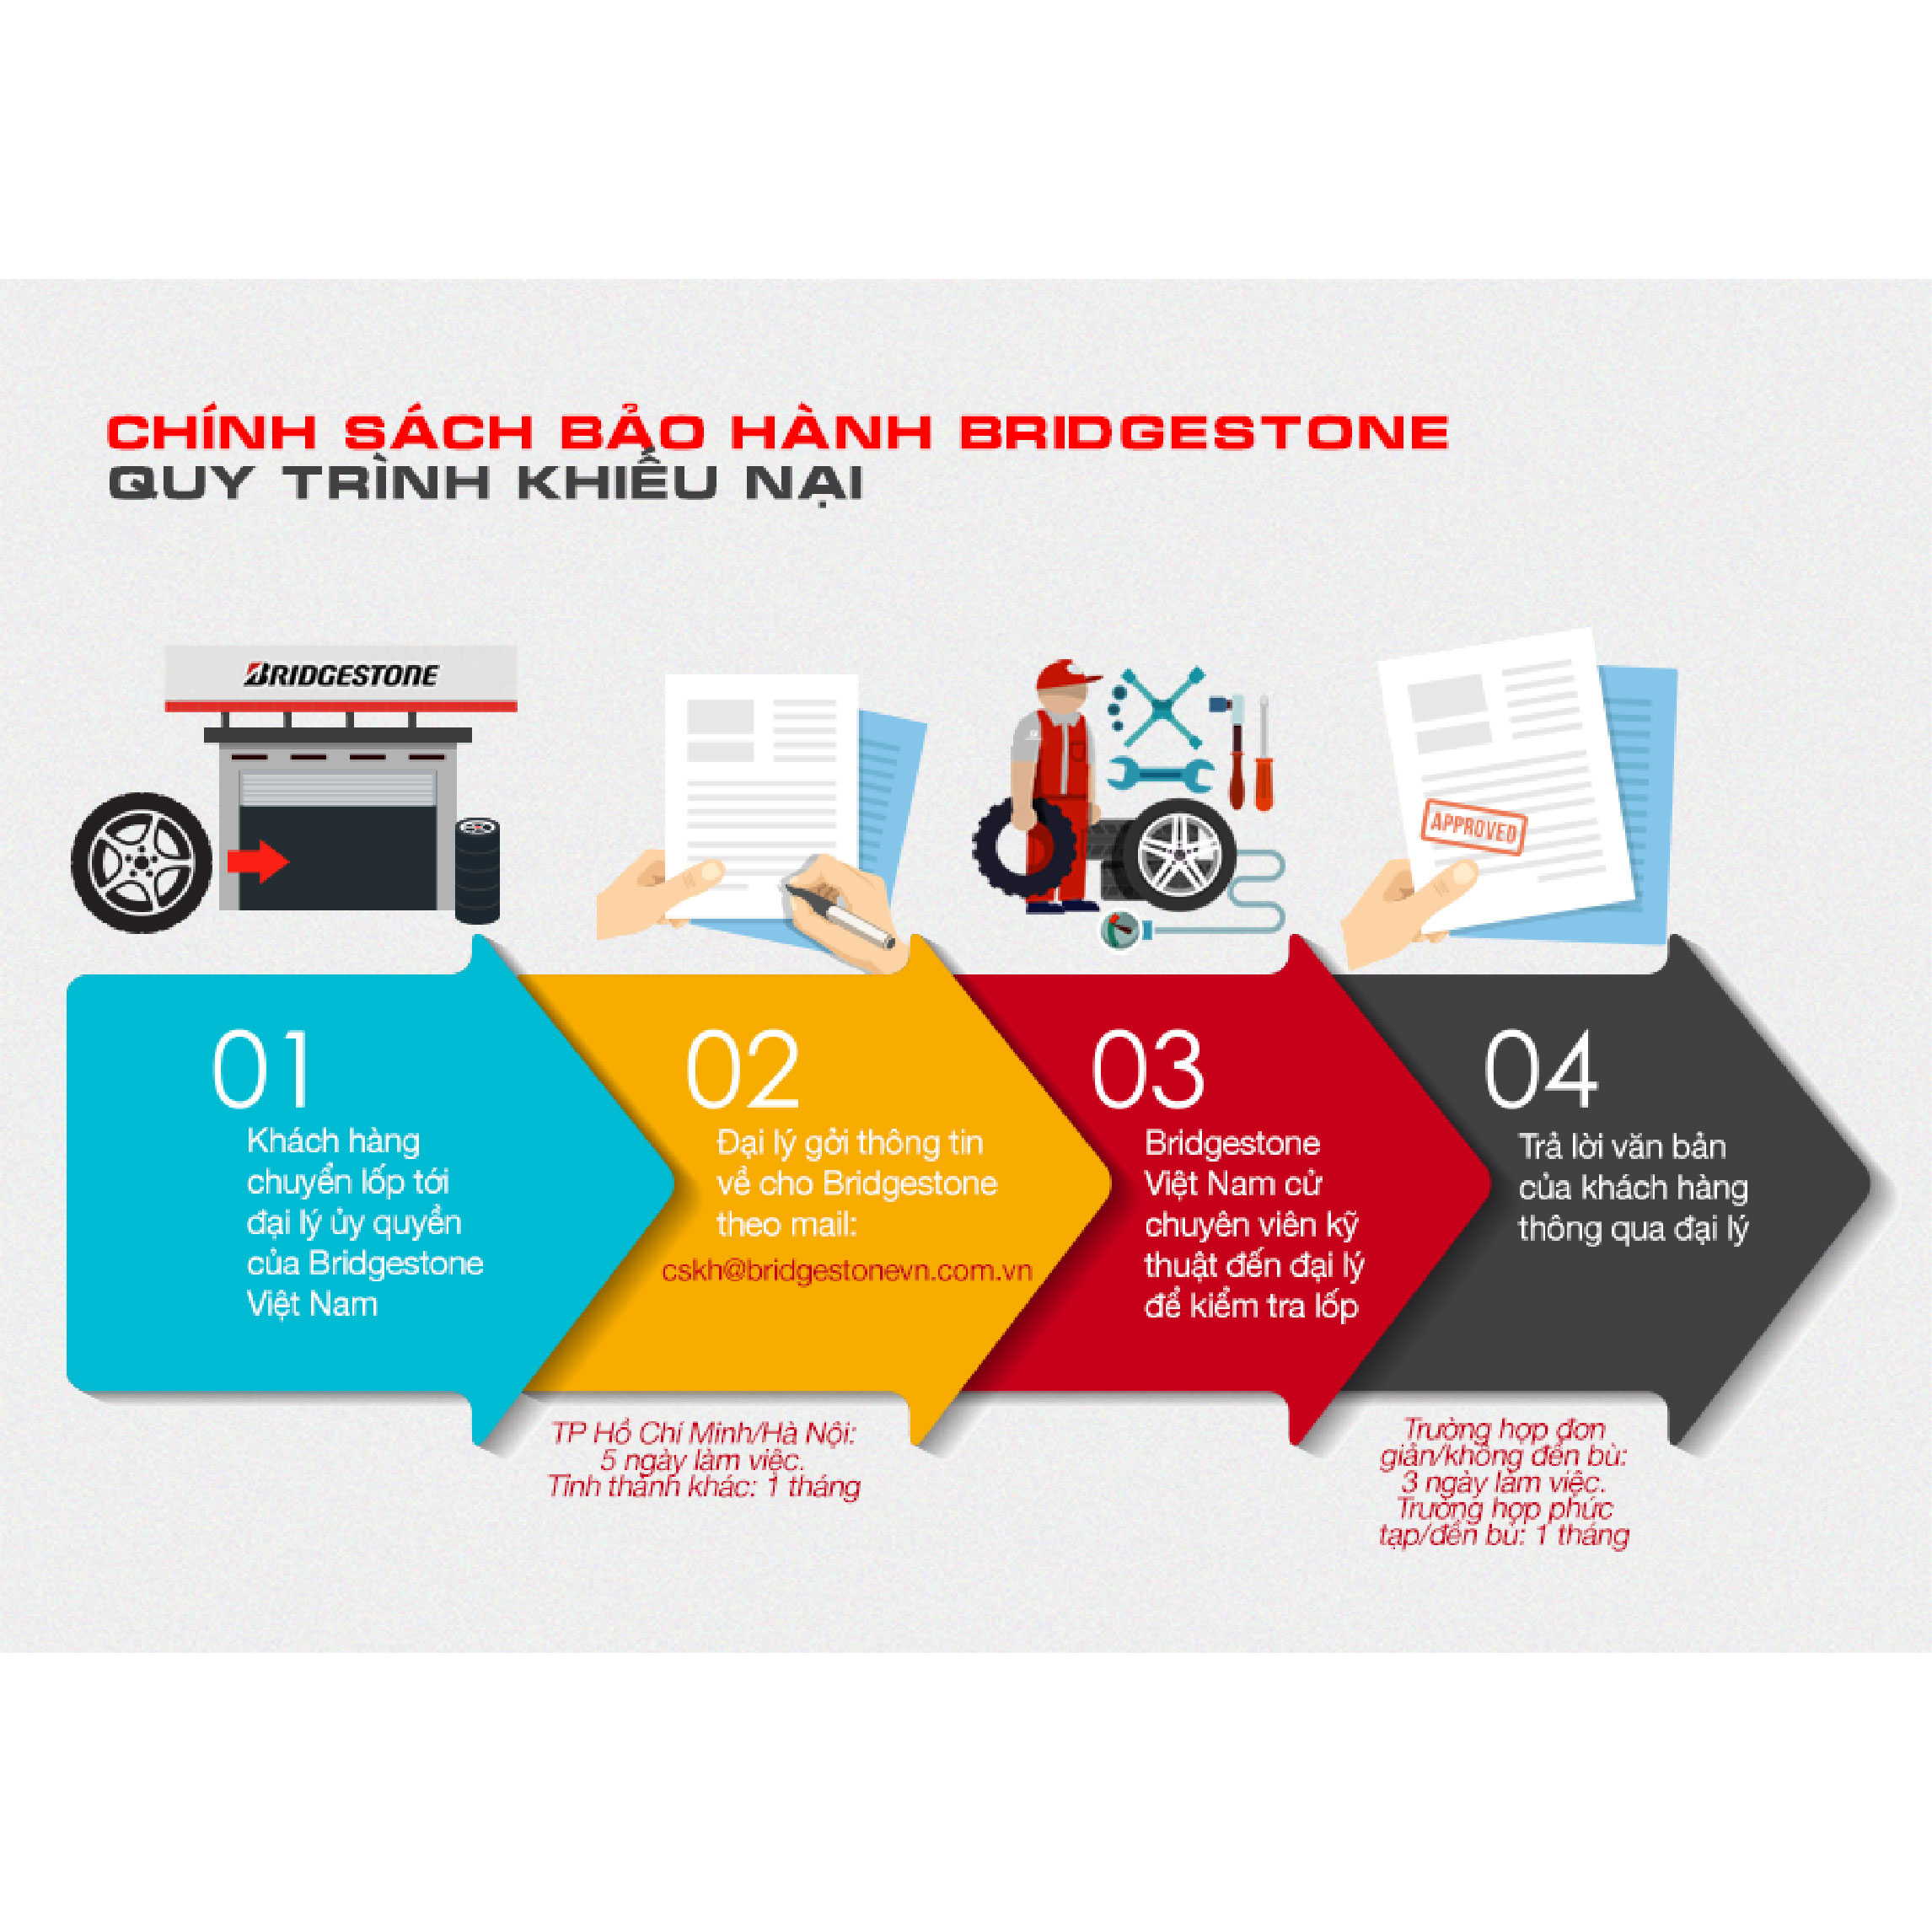 CHÍNH SÁCH BẢO HÀNH BRIDGESTONE
QUY TRÌNH KHIẾU NẠI
BRIDGESTONE
APPROVED
01
Khách hàng
chuyển lốp tới
đại lý ủy quyền
của Bridgestone
Việt Nam
02
Đại lý gởi thông tin
về cho Bridgestone
theo mail:
cskh@bridgestonevn.com.vn
TP Hồ Chí Minh/Hà Nội:
5 ngày làm việc.
Tỉnh thành khác: 1 tháng
03
Bridgestone
Việt Nam cử
chuyên viên kỹ
thuật đến đại lý
để kiểm tra lốp
04
Trả lời văn bản
của khách hàng
thông qua đại lý
Trường hợp đơn
giản/không đền bù:
3 ngày làm việc.
Trường hợp phức
tạp/đền bù: 1 tháng